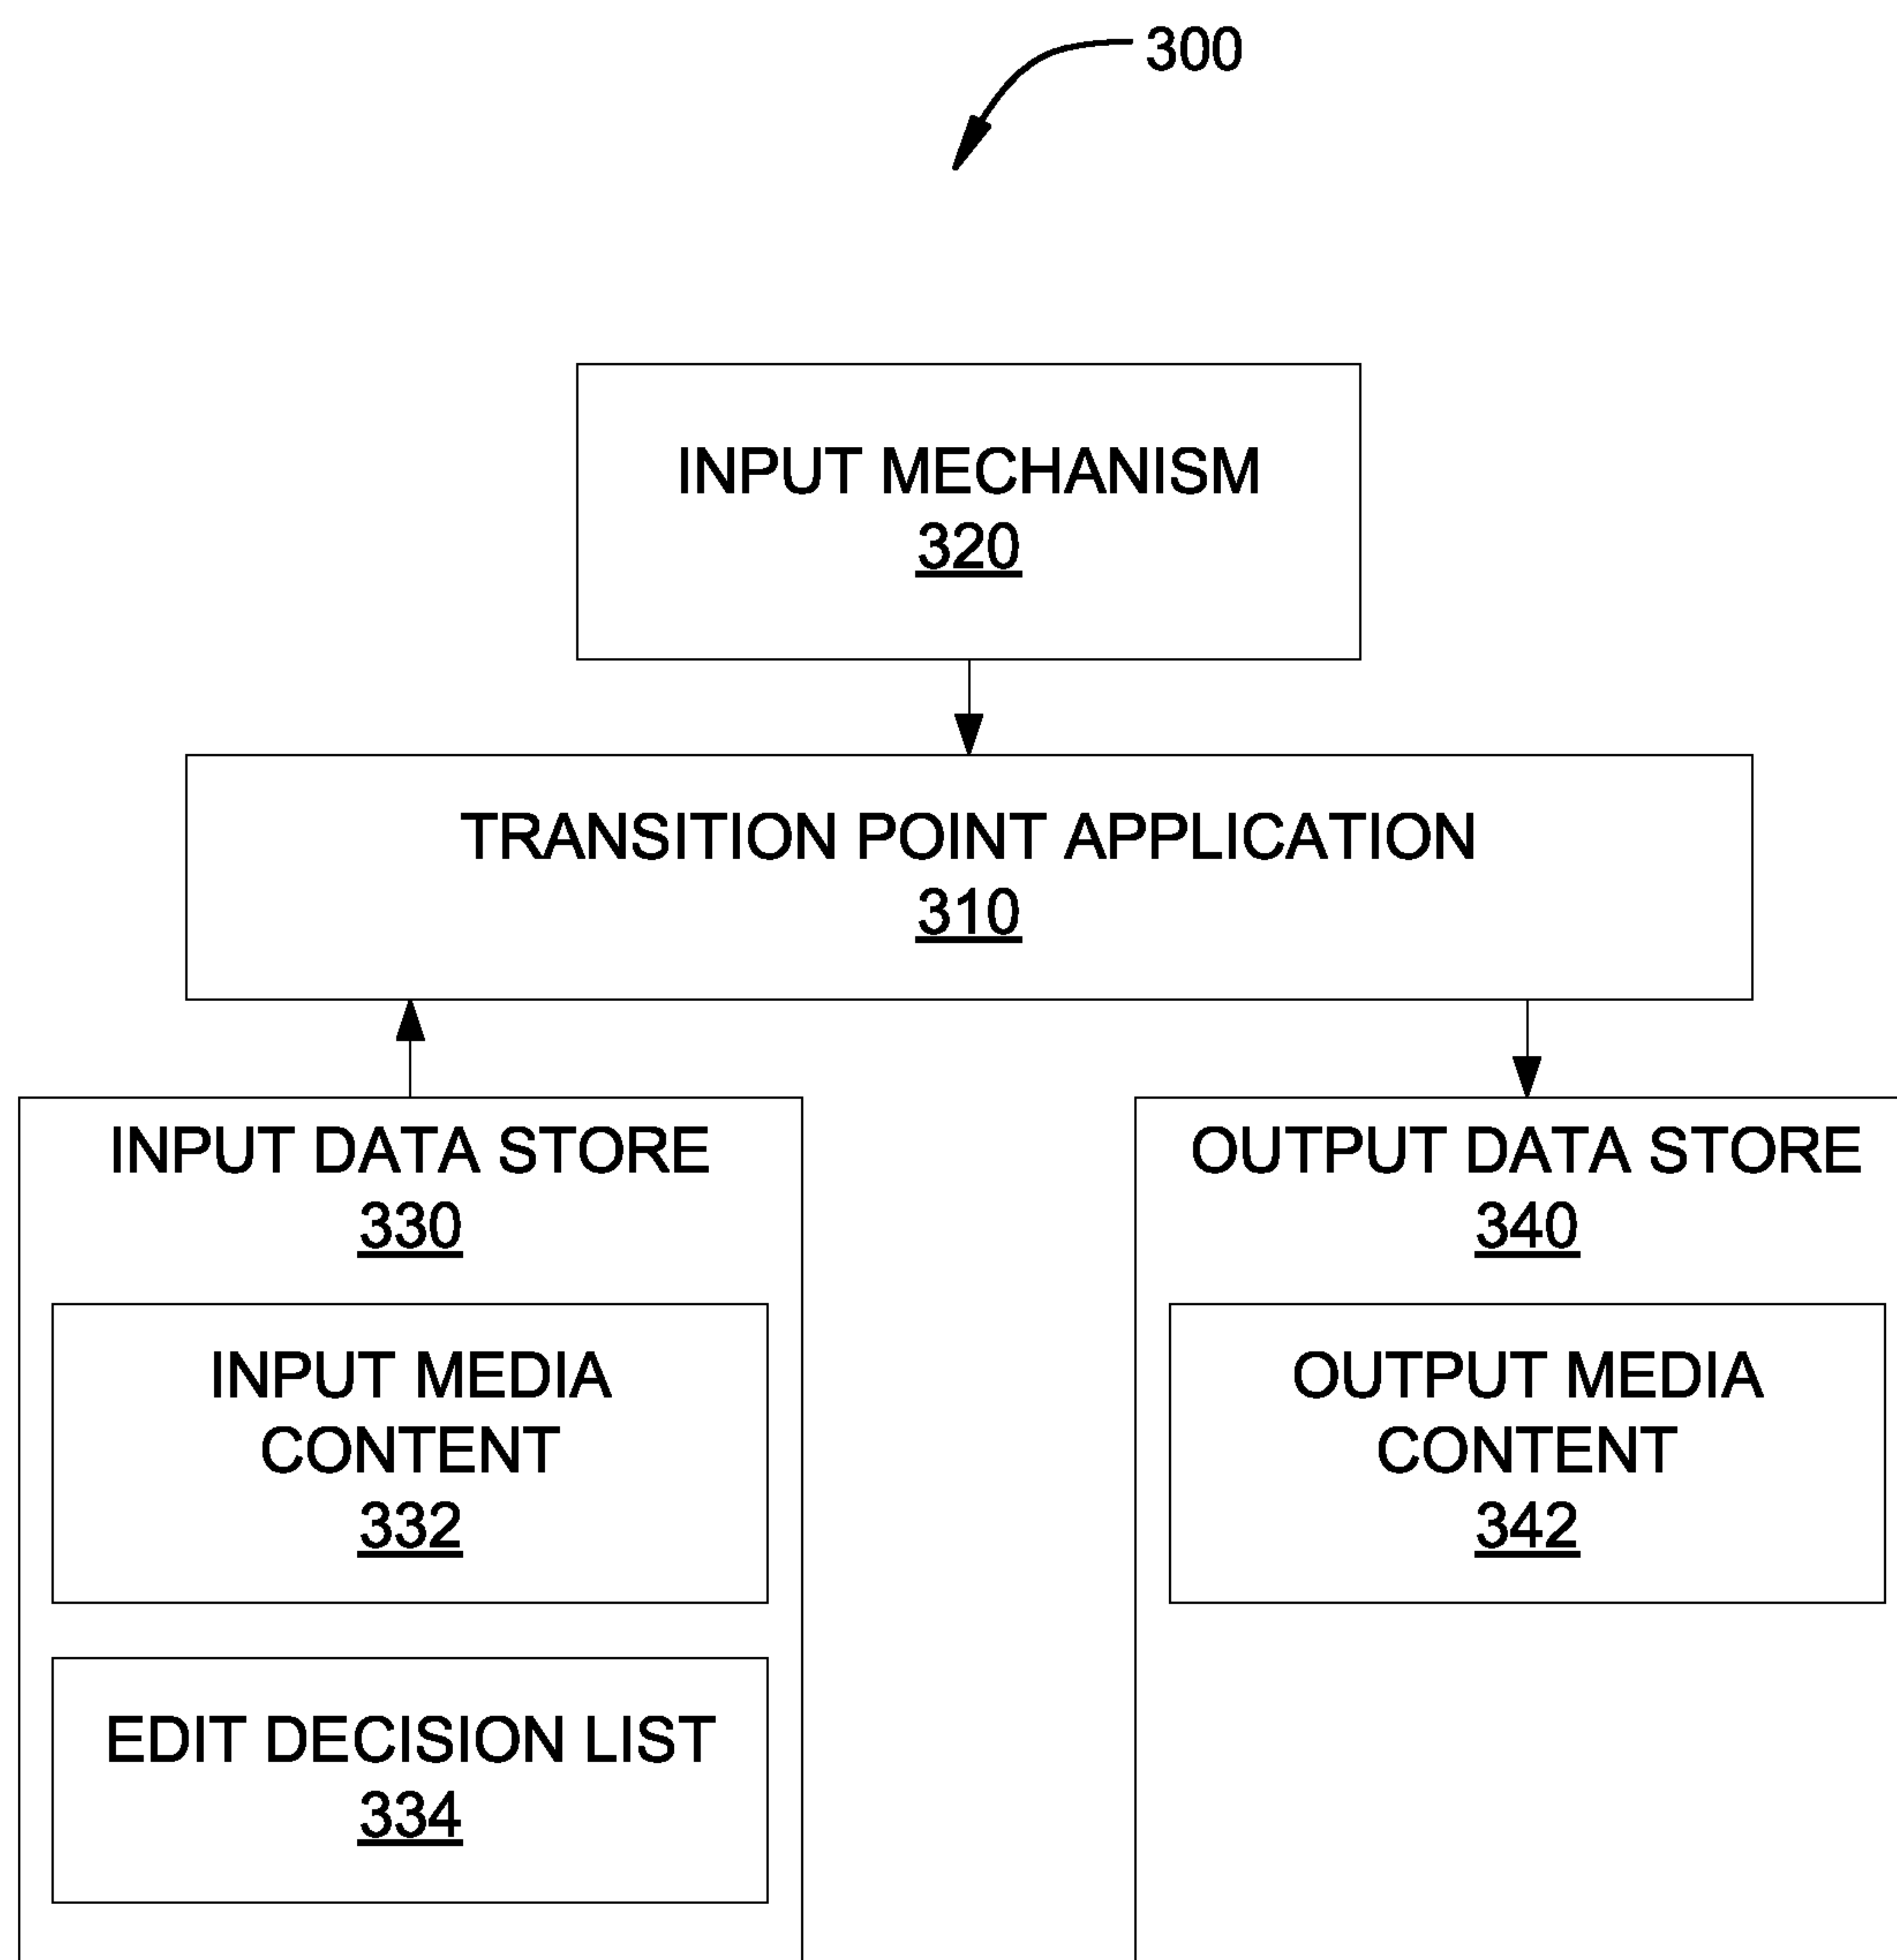 300
INPUT MECHANISM
320
TRANSITION POINT APPLICATION
310
INPUT DATA STORE
330
INPUT MEDIA
CONTENT
332
EDIT DECISION LIST
334
OUTPUT DATA STORE
340
OUTPUT MEDIA
CONTENT
342